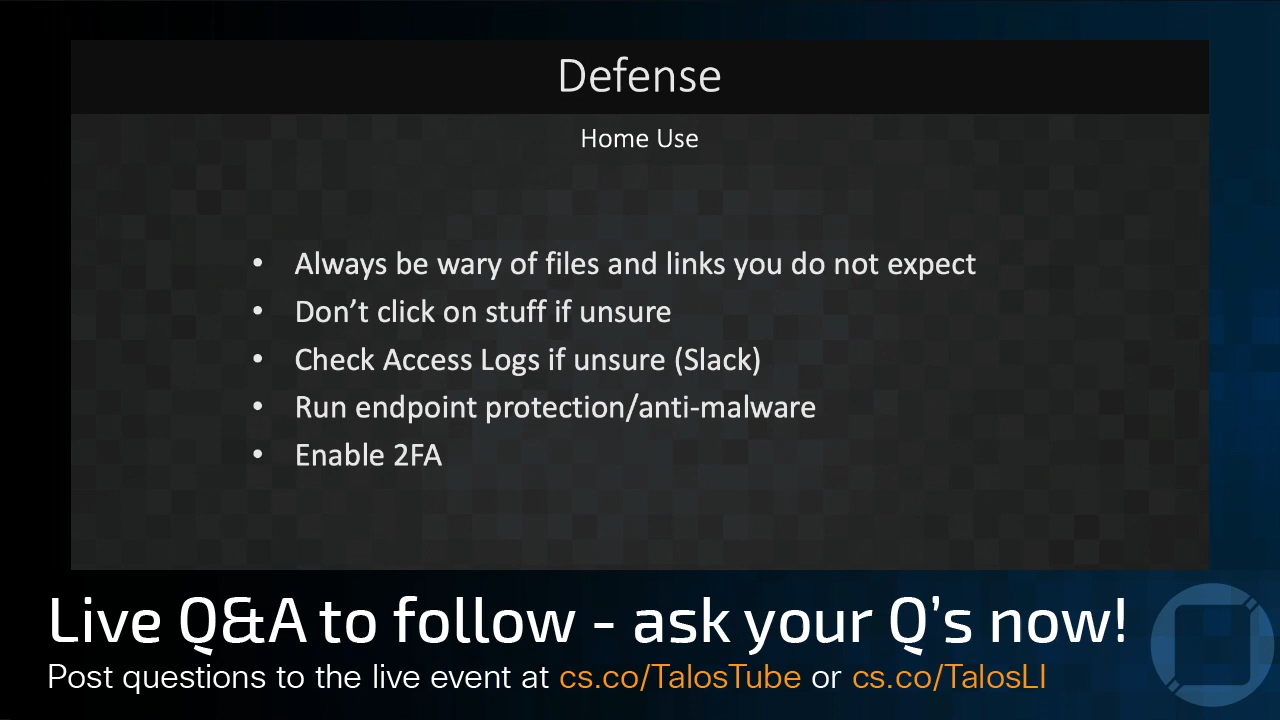 Defense
Home Use
• Always be wary of files and links you do not expect
• Don’t click on stuff if unsure
• Check Access Logs if unsure (Slack)
• Run endpoint protection/anti-malware
• Enable 2FA
Live Q&A to follow - ask your Q’s now!
Post questions to the live event at cs.co/TalosTube or cs.co/TalosLI